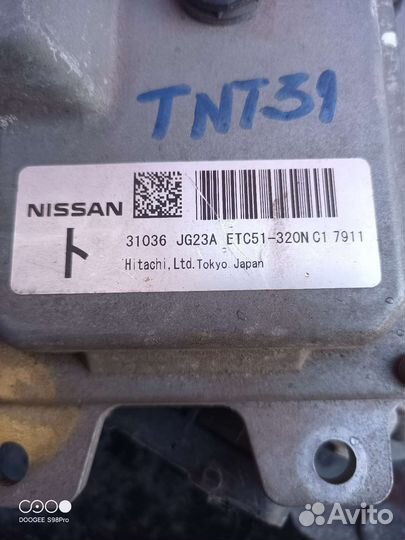 TNT31
NISSAN
31036 JG23A ETC51-320N C1 7911
ト
Hitachi,Ltd.Tokyo Japan
DOOGEE S98Pro
Avito